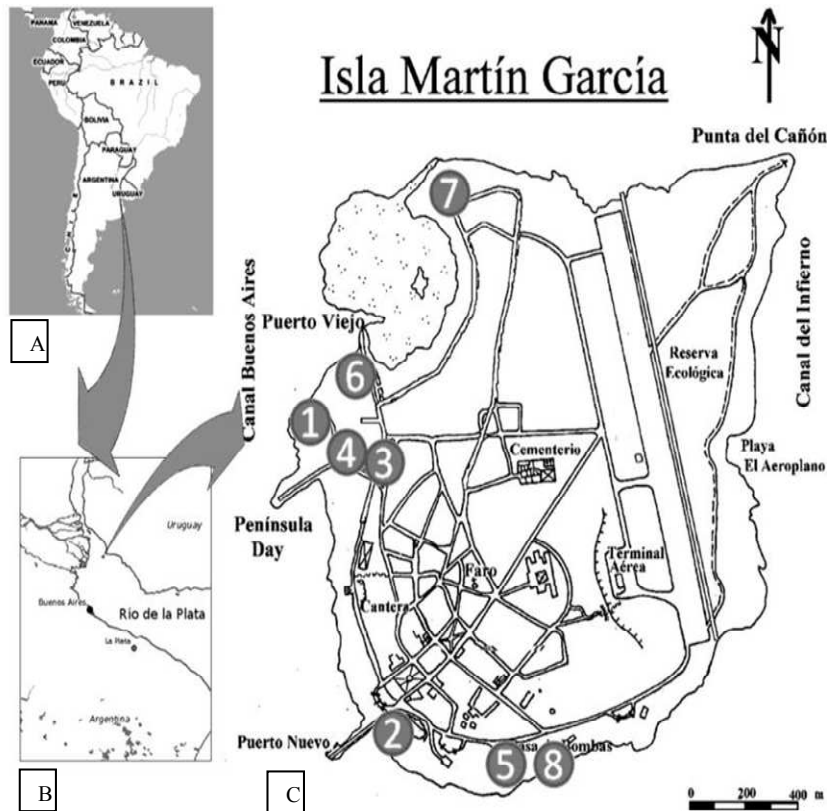 PANAMA
VENEZUELA
COLOMBIA
ECUADOR
PERU
BRAZIL
BOLIVIA
PARAGUAY
ARGENTINA
URUGUAY
A
Uruguay
Buenos Aires
Río de la Plata
La Plata
Argentina
B
Isla Martín García
N
Punta del Cañón
7
Canal Buenos Aires
Puerto Viejo
Canal del Infierno
6
Reserva
Ecológica
1
4
3
Cementerio
Playa
El Aeroplano
Península
Day
Terminal
Aérea
Faro
Cantera
Puerto Nuevo
2
5
8
Bombas
C
0 200 400 m